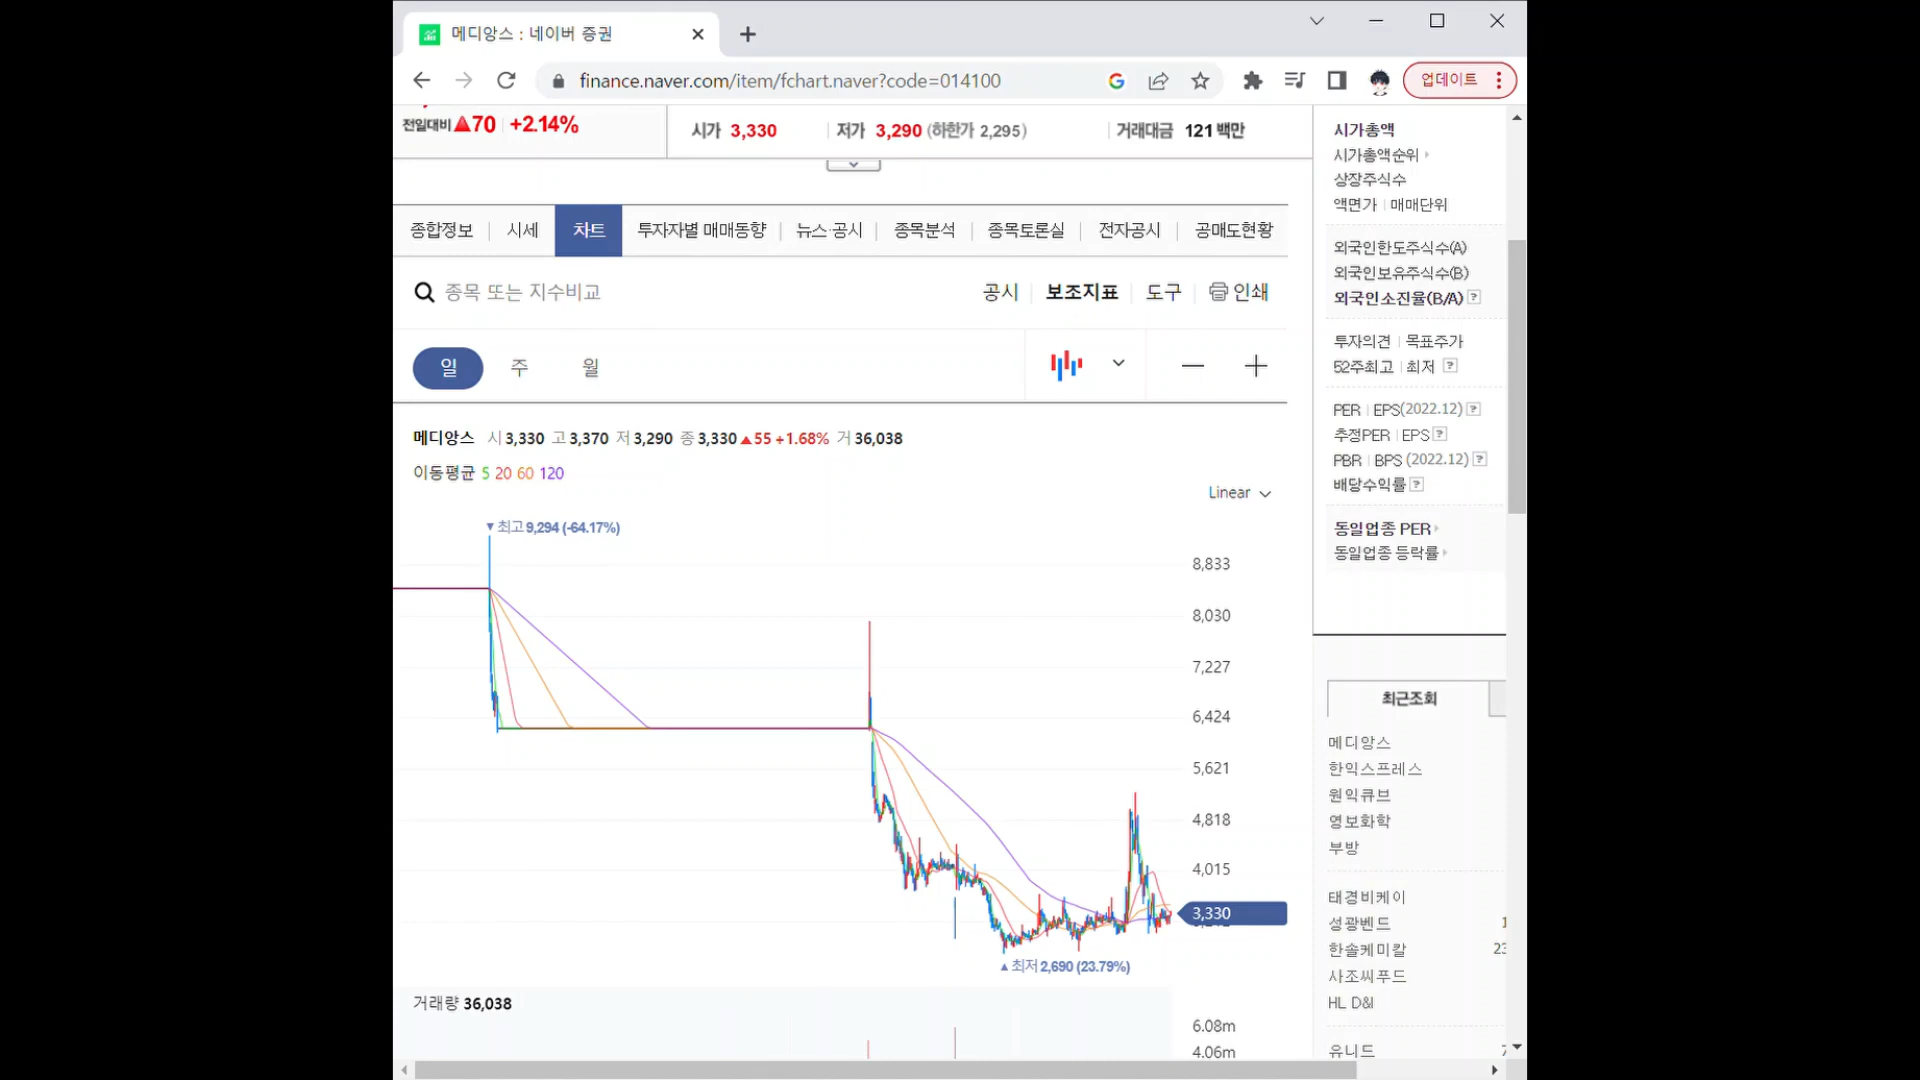 메디앙스 : 네이버 증권
finance.naver.com/item/fchart.naver?code=014100
업데이트
전일대비 ▲70 +2.14%
시가 3,330 저가 3,290 (하한가 2,295) 거래대금 121 백만
종합정보 시세 차트 투자자별 매매동향 뉴스·공시 종목분석 종목토론실 전자공시 공매도현황
종목 또는 지수비교
공시 보조지표 도구 인쇄
일 주 월
메디앙스 시 3,330 고 3,370 저 3,290 종 3,330 ▲55 +1.68% 거 36,038
이동평균 5 20 60 120
Linear
▼최고 9,294 (-64.17%)
8,833
8,030
7,227
6,424
5,621
4,818
4,015
3,330
▲최저 2,690 (23.79%)
거래량 36,038
6.08m
4.06m
시가총액
시가총액순위
상장주식수
액면가 매매단위
외국인한도주식수(A)
외국인보유주식수(B)
외국인소진율(B/A) ?
투자의견 목표주가
52주최고 최저 ?
PER EPS(2022.12) ?
추정PER EPS ?
PBR BPS (2022.12) ?
배당수익률 ?
동일업종 PER
동일업종 등락률
최근조회
메디앙스
한익스프레스
원익큐브
영보화학
부방
태경비케이
성광벤드 1
한솔케미칼 23
사조씨푸드
HL D&I
유니드 7